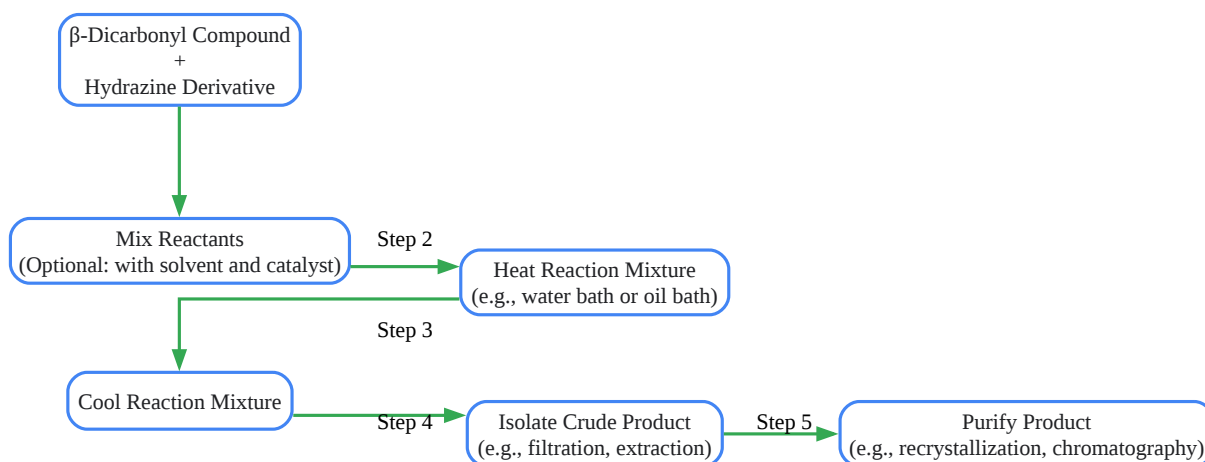 β-Dicarbonyl Compound
+
Hydrazine Derivative
Mix Reactants
(Optional: with solvent and catalyst)
Step 2
Heat Reaction Mixture
(e.g., water bath or oil bath)
Step 3
Cool Reaction Mixture
Step 4
Isolate Crude Product
(e.g., filtration, extraction)
Step 5
Purify Product
(e.g., recrystallization, chromatography)